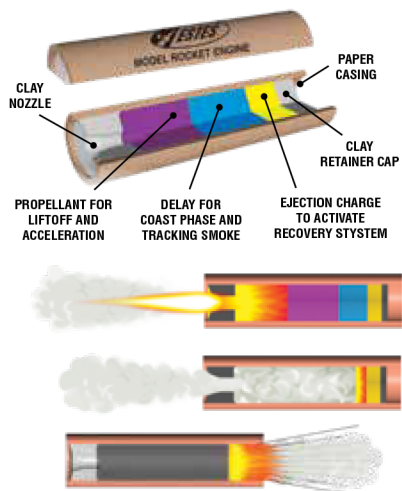 ESTES
MODEL ROCKET ENGINE
PAPER
CASING
CLAY
NOZZLE
CLAY
RETAINER CAP
PROPELLANT FOR
LIFTOFF AND
ACCELERATION
DELAY FOR
COAST PHASE AND
TRACKING SMOKE
EJECTION CHARGE
TO ACTIVATE
RECOVERY STYSTEM